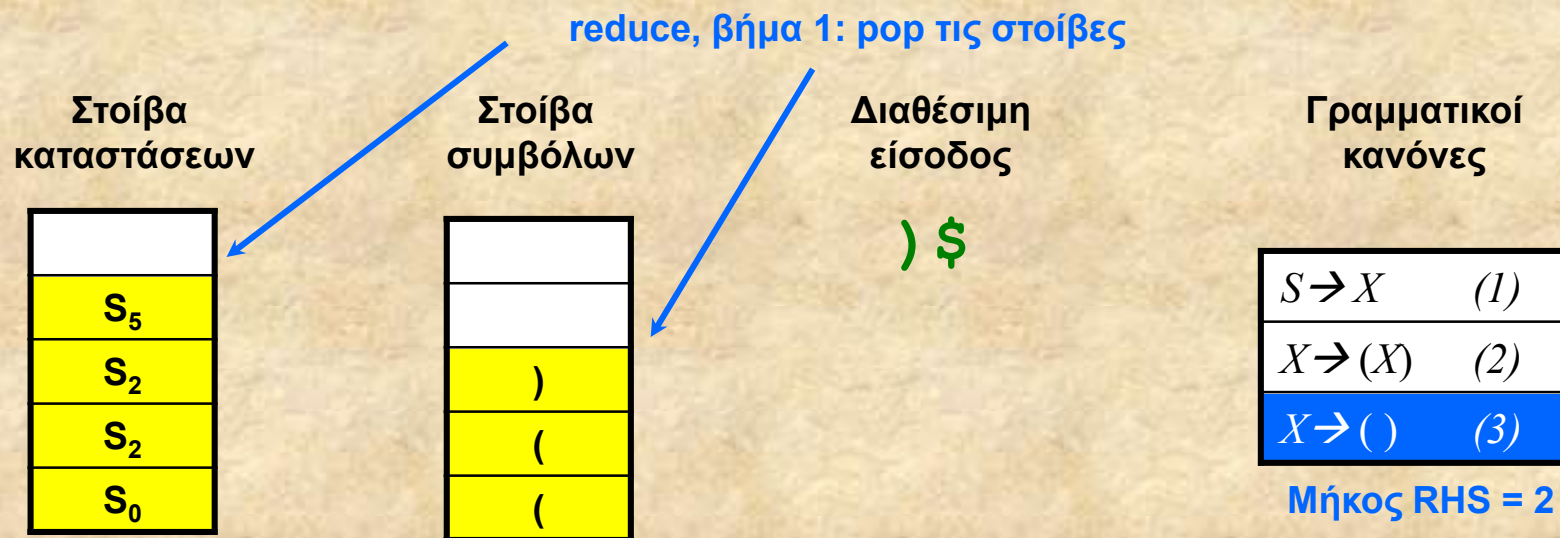 reduce, βήμα 1: pop τις στοίβες
Στοίβα
καταστάσεων
Στοίβα
συμβόλων
Διαθέσιμη
είσοδος
Γραμματικοί
κανόνες
S5
S2
S2
S0
)
(
(
) $
S → X (1)
X → (X) (2)
X → ( ) (3)
Μήκος RHS = 2